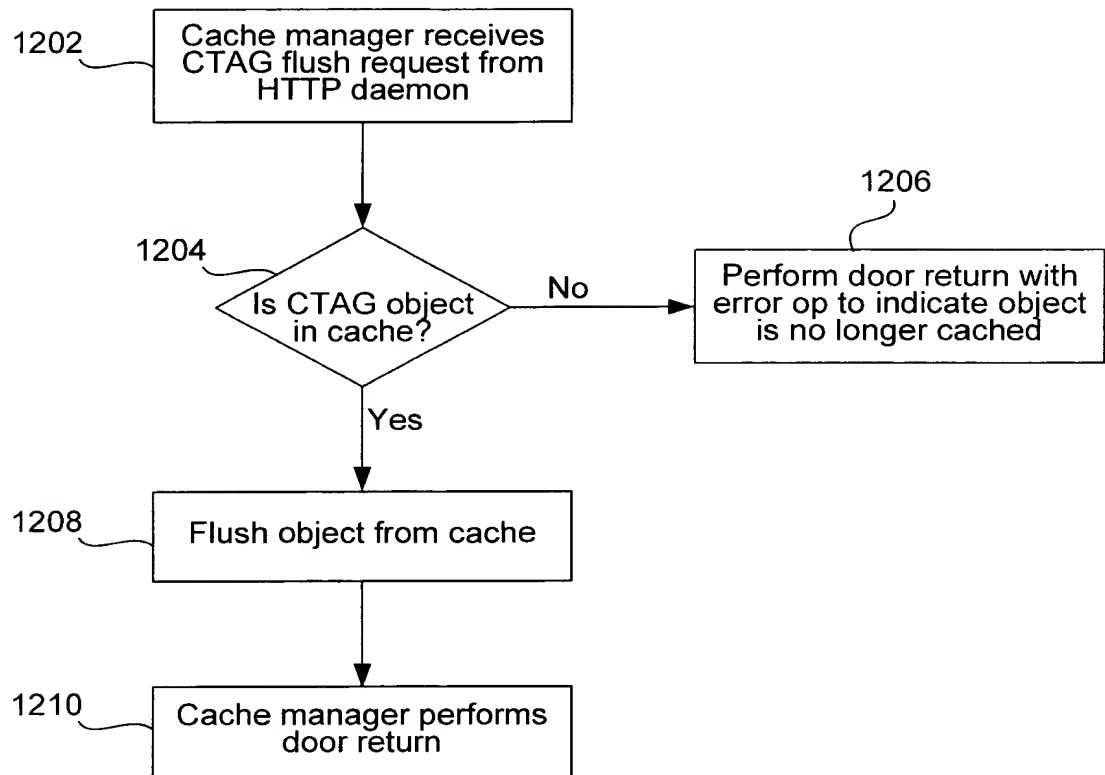 1202
Cache manager receives
CTAG flush request from
HTTP daemon
1204
Is CTAG object
in cache?
No
1206
Perform door return with
error op to indicate object
is no longer cached
Yes
1208
Flush object from cache
1210
Cache manager performs
door return